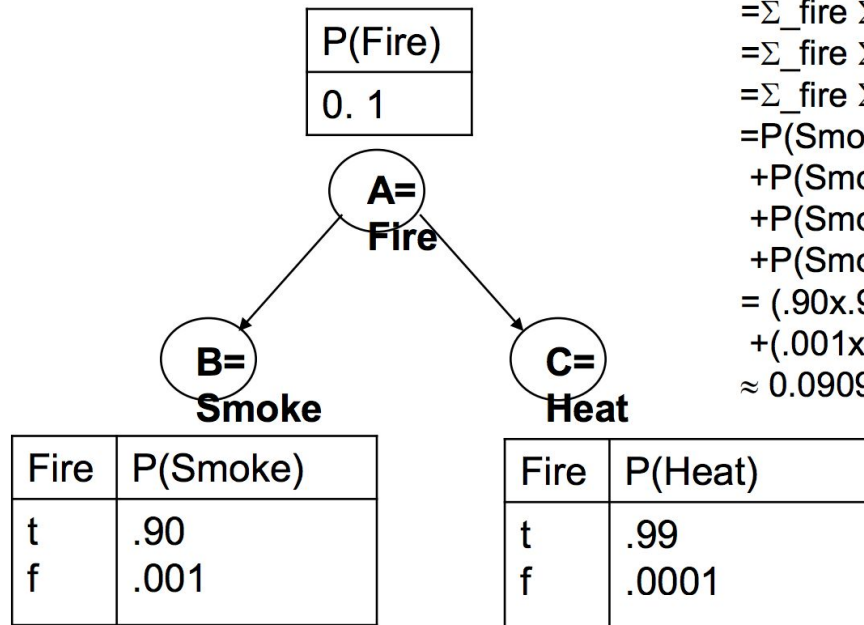 P(Fire)
0. 1
A=
Fire
B=
Smoke
C=
Heat
Fire P(Smoke)
t .90
f .001
Fire P(Heat)
t .99
f .0001
=Σ_fire
=Σ_fire
=Σ_fire
=P(Smo
+P(Smo
+P(Smo
+P(Smo
= (.90x.9
+(.001x
≈ 0.0909